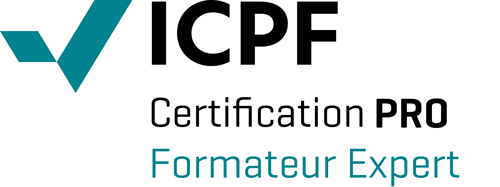 ICPF
Certification PRO
Formateur Expert